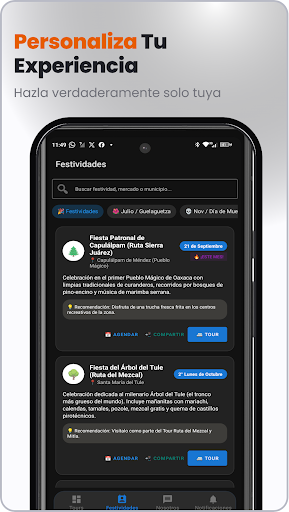 Personaliza Tu
Experiencia
Hazla verdaderamente solo tuya
11:49
Festividades
Buscar festividad, mercado o municipio...
🎉 Festividades
🌺 Julio / Guelaguetza
💀 Nov / Día de Mue
Fiesta Patronal de
Capulálpam (Ruta Sierra
Juárez)
📍 Capulálpam de Méndez (Pueblo
Mágico)
21 de Septiembre
🔥 ¡ESTE MES!
Celebración en el primer Pueblo Mágico de Oaxaca con
limpias tradicionales de curanderos, recorridos por bosques de
pino-encino y música de marimba serrana.
💡 Recomendación: Disfruta de una trucha fresca frita en los centros
recreativos de la zona.
AGENDAR
COMPARTIR
TOUR
Fiesta del Árbol del Tule
(Ruta del Mezcal)
📍 Santa María del Tule
2° Lunes de Octubre
Celebración dedicada al milenario Árbol del Tule (el tronco
más grueso del mundo). Incluye mañanitas con mariachi,
calendas, tamales, pozole, mezcal gratis y quema de castillos
pirotécnicos.
💡 Recomendación: Visítalo como parte del Tour Ruta del Mezcal y
Mitla.
AGENDAR
COMPARTIR
TOUR
Tours
Festividades
Nosotros
Notificaciones